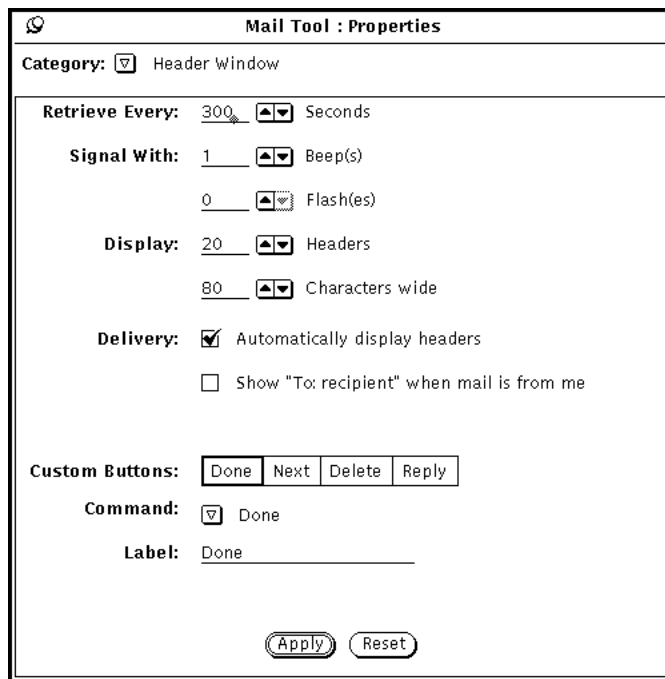 Mail Tool : Properties
Category: Header Window
Retrieve Every: 300 Seconds
Signal With: 1 Beep(s)
0 Flash(es)
Display: 20 Headers
80 Characters wide
Delivery: Automatically display headers
Show "To: recipient" when mail is from me
Custom Buttons: Done Next Delete Reply
Command: Done
Label: Done
Apply Reset